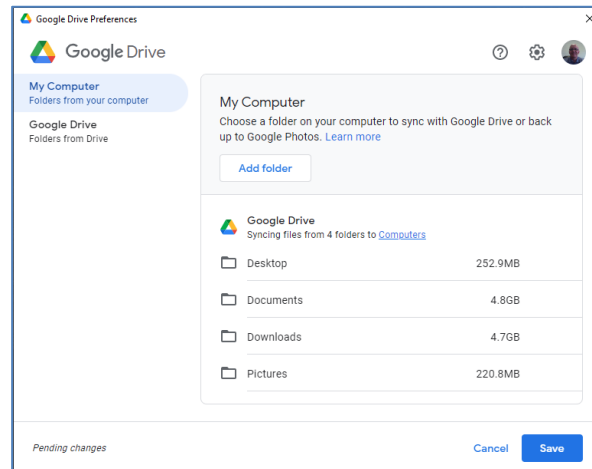 Google Drive Preferences
Google Drive
My Computer
Folders from your computer
Google Drive
Folders from Drive
My Computer
Choose a folder on your computer to sync with Google Drive or back
up to Google Photos. Learn more
Add folder
Google Drive
Syncing files from 4 folders to Computers
Desktop 252.9MB
Documents 4.8GB
Downloads 4.7GB
Pictures 220.8MB
Pending changes
Cancel Save